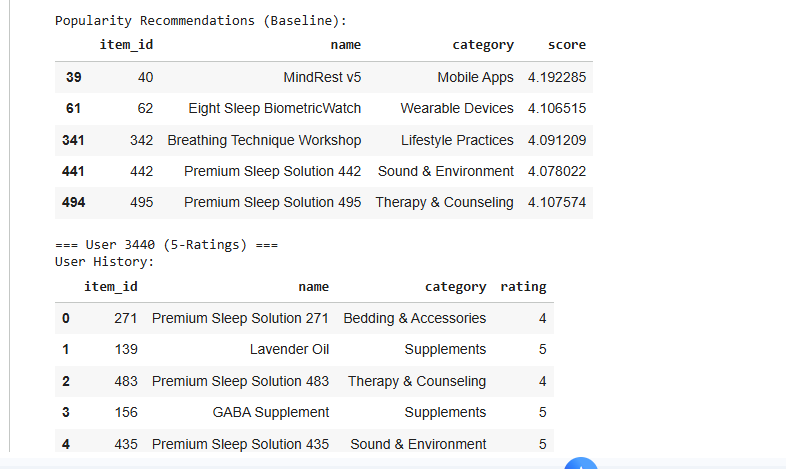 Popularity Recommendations (Baseline):
item_id name category score
39 40 MindRest v5 Mobile Apps 4.192285
61 62 Eight Sleep BiometricWatch Wearable Devices 4.106515
341 342 Breathing Technique Workshop Lifestyle Practices 4.091209
441 442 Premium Sleep Solution 442 Sound & Environment 4.078022
494 495 Premium Sleep Solution 495 Therapy & Counseling 4.107574
=== User 3440 (5-Ratings) ===
User History:
item_id name category rating
0 271 Premium Sleep Solution 271 Bedding & Accessories 4
1 139 Lavender Oil Supplements 5
2 483 Premium Sleep Solution 483 Therapy & Counseling 4
3 156 GABA Supplement Supplements 5
4 435 Premium Sleep Solution 435 Sound & Environment 5